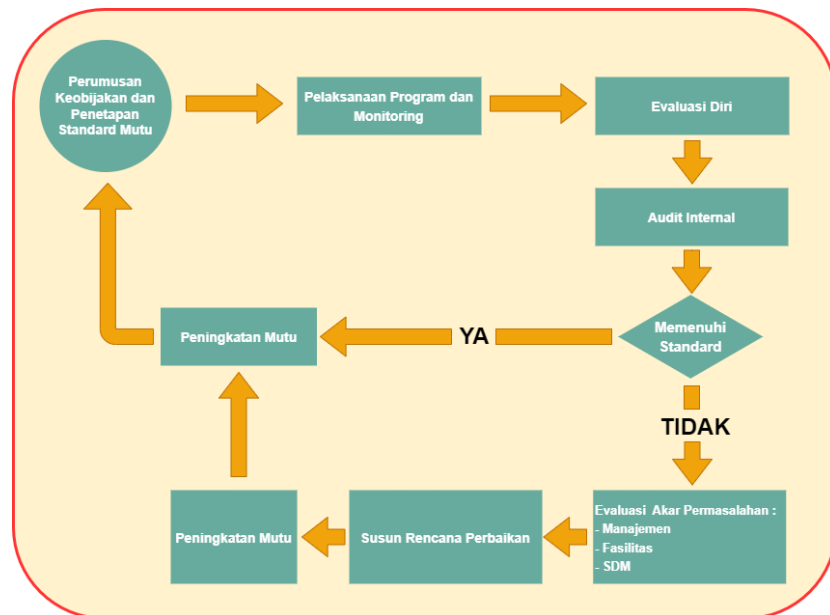 Perumusan
Keobijakan dan
Penetapan
Standard Mutu
Pelaksanaan Program dan
Monitoring
Evaluasi Diri
Audit Internal
Memenuhi
Standard
YA
Peningkatan Mutu
TIDAK
Evaluasi Akar Permasalahan :
- Manajemen
- Fasilitas
- SDM
Susun Rencana Perbaikan
Peningkatan Mutu